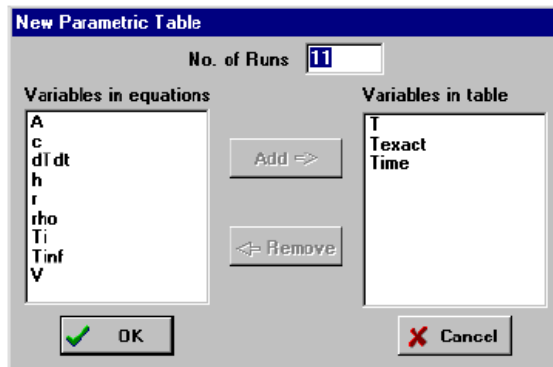 New Parametric Table
No. of Runs 11
Variables in equations
A
c
dTdt
h
r
rho
Ti
Tinf
V
Add =>
<= Remove
Variables in table
T
Texact
Time
OK
Cancel